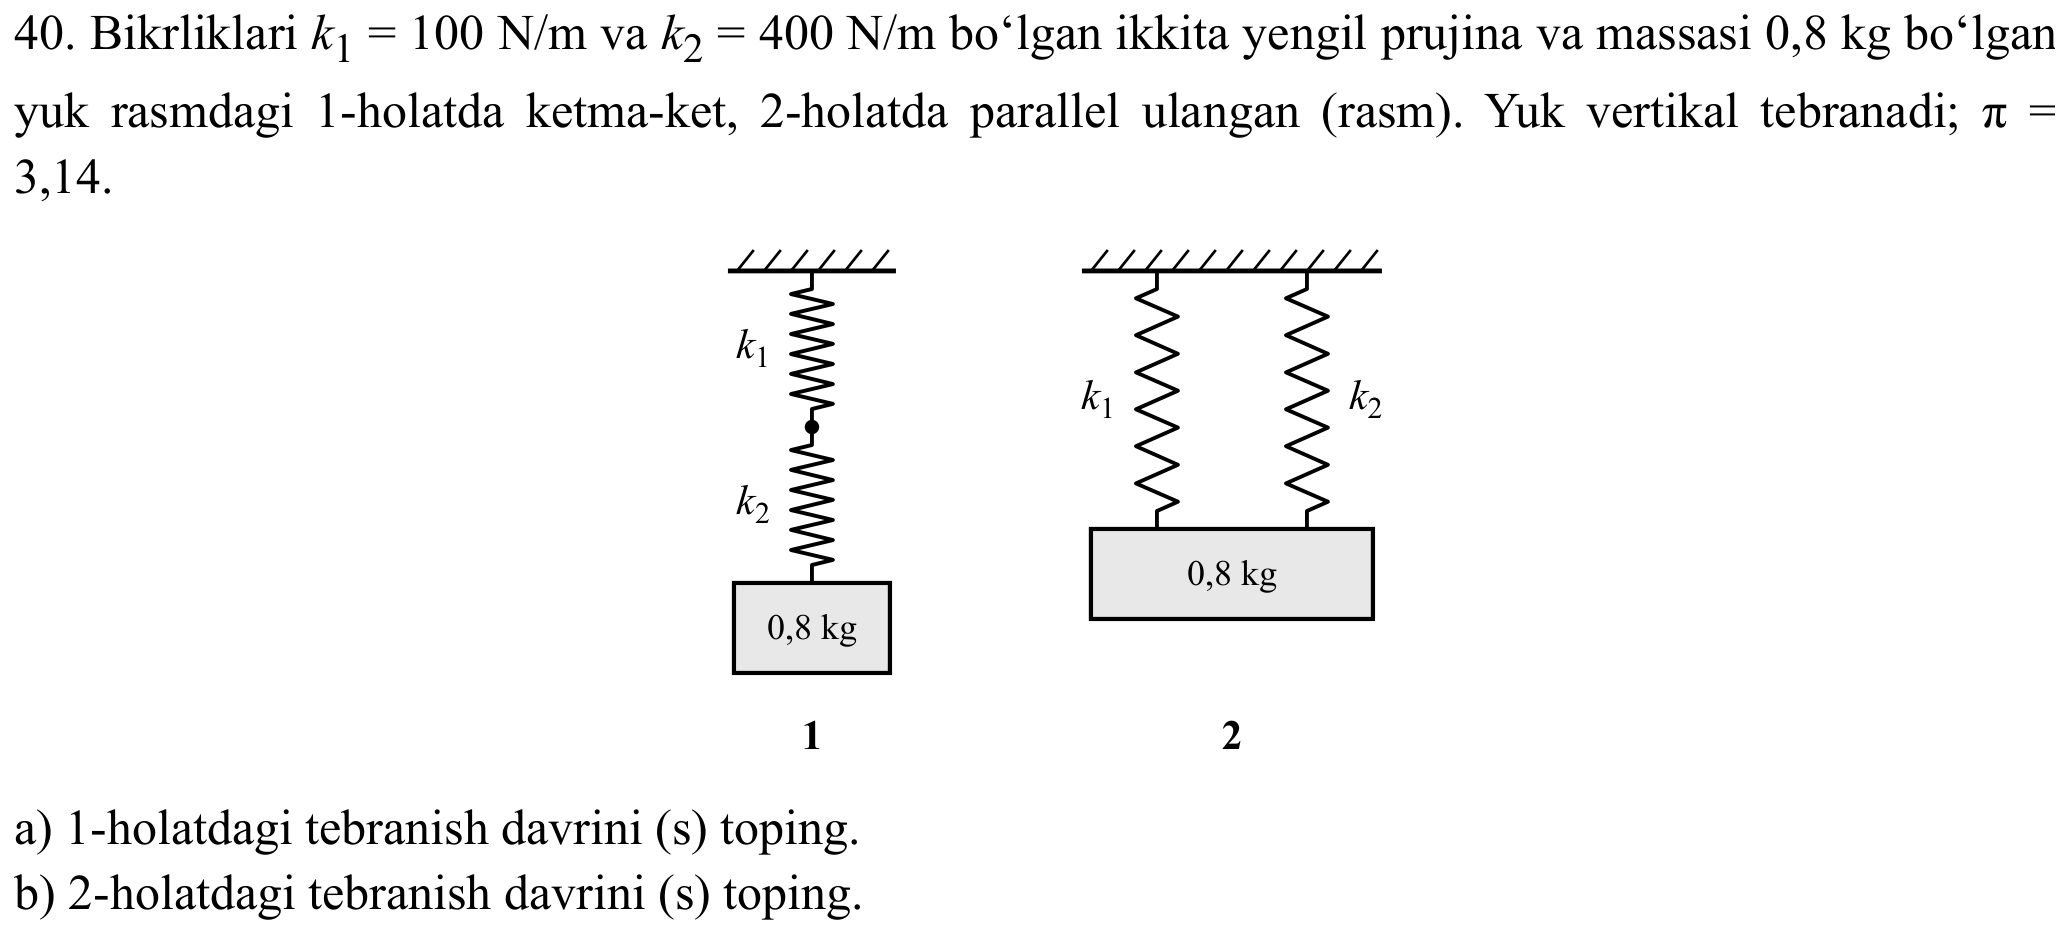 40. Bikrliklari k₁ = 100 N/m va k₂ = 400 N/m bo‘lgan ikkita yengil prujina va massasi 0,8 kg bo‘lgan
yuk rasmdagi 1-holatda ketma-ket, 2-holatda parallel ulangan (rasm). Yuk vertikal tebranadi; π =
3,14.
k₁
k₂
0,8 kg
1
k₁
k₂
0,8 kg
2
a) 1-holatdagi tebranish davrini (s) toping.
b) 2-holatdagi tebranish davrini (s) toping.